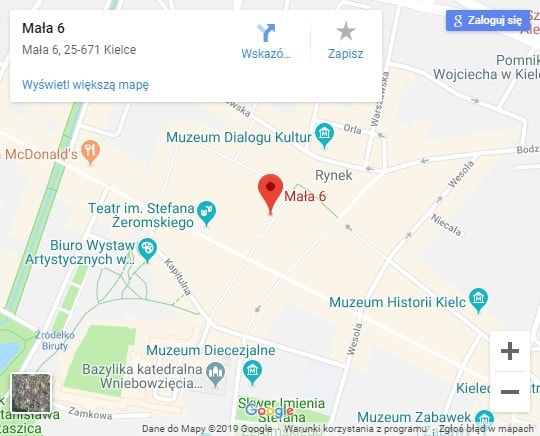 Mała 6
Mała 6, 25-671 Kielce
Wskazó...
Zapisz
Wyświetl większą mapę
Zaloguj się
Pomnik
Wojciecha w Kielc
Warszawska
Orla
Bodz
Muzeum Dialogu Kultur
McDonald's
Rynek
Wesoła
Mała 6
Teatr im. Stefana
Żeromskiego
Niecała
Biuro Wystaw
Artystycznych w...
Kapitulna
Muzeum Historii Kielc
Wesoła
Źródełko
Biruty
Muzeum Diecezjalne
Bazylika katedralna
Wniebowzięcia...
Skwer Imienia
Stefana
Zamkowa
Muzeum Zabawek
Google
Dane do Mapy ©2019 Google
Warunki korzystania z programu
Zgłoś błąd w mapach